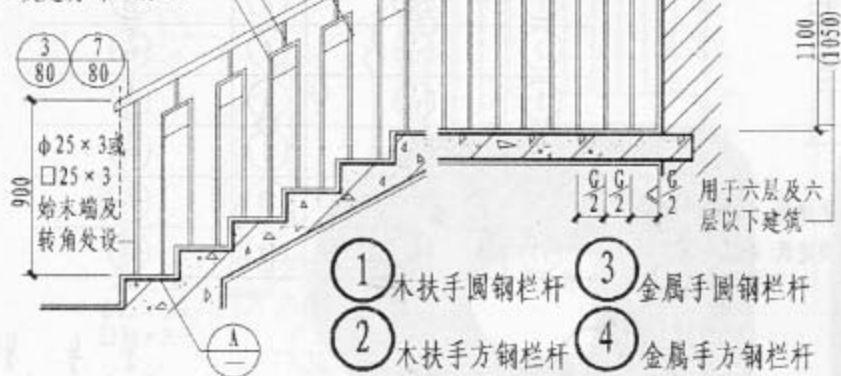 3 7
80 80
900
ф25×3或
□25×3
始末端及
转角处设
A
1100
(1050)
G/2 G/2 ≤G/2
用于六层及六
层以下建筑
1 木扶手圆钢栏杆
3 金属手圆钢栏杆
2 木扶手方钢栏杆
4 金属手方钢栏杆